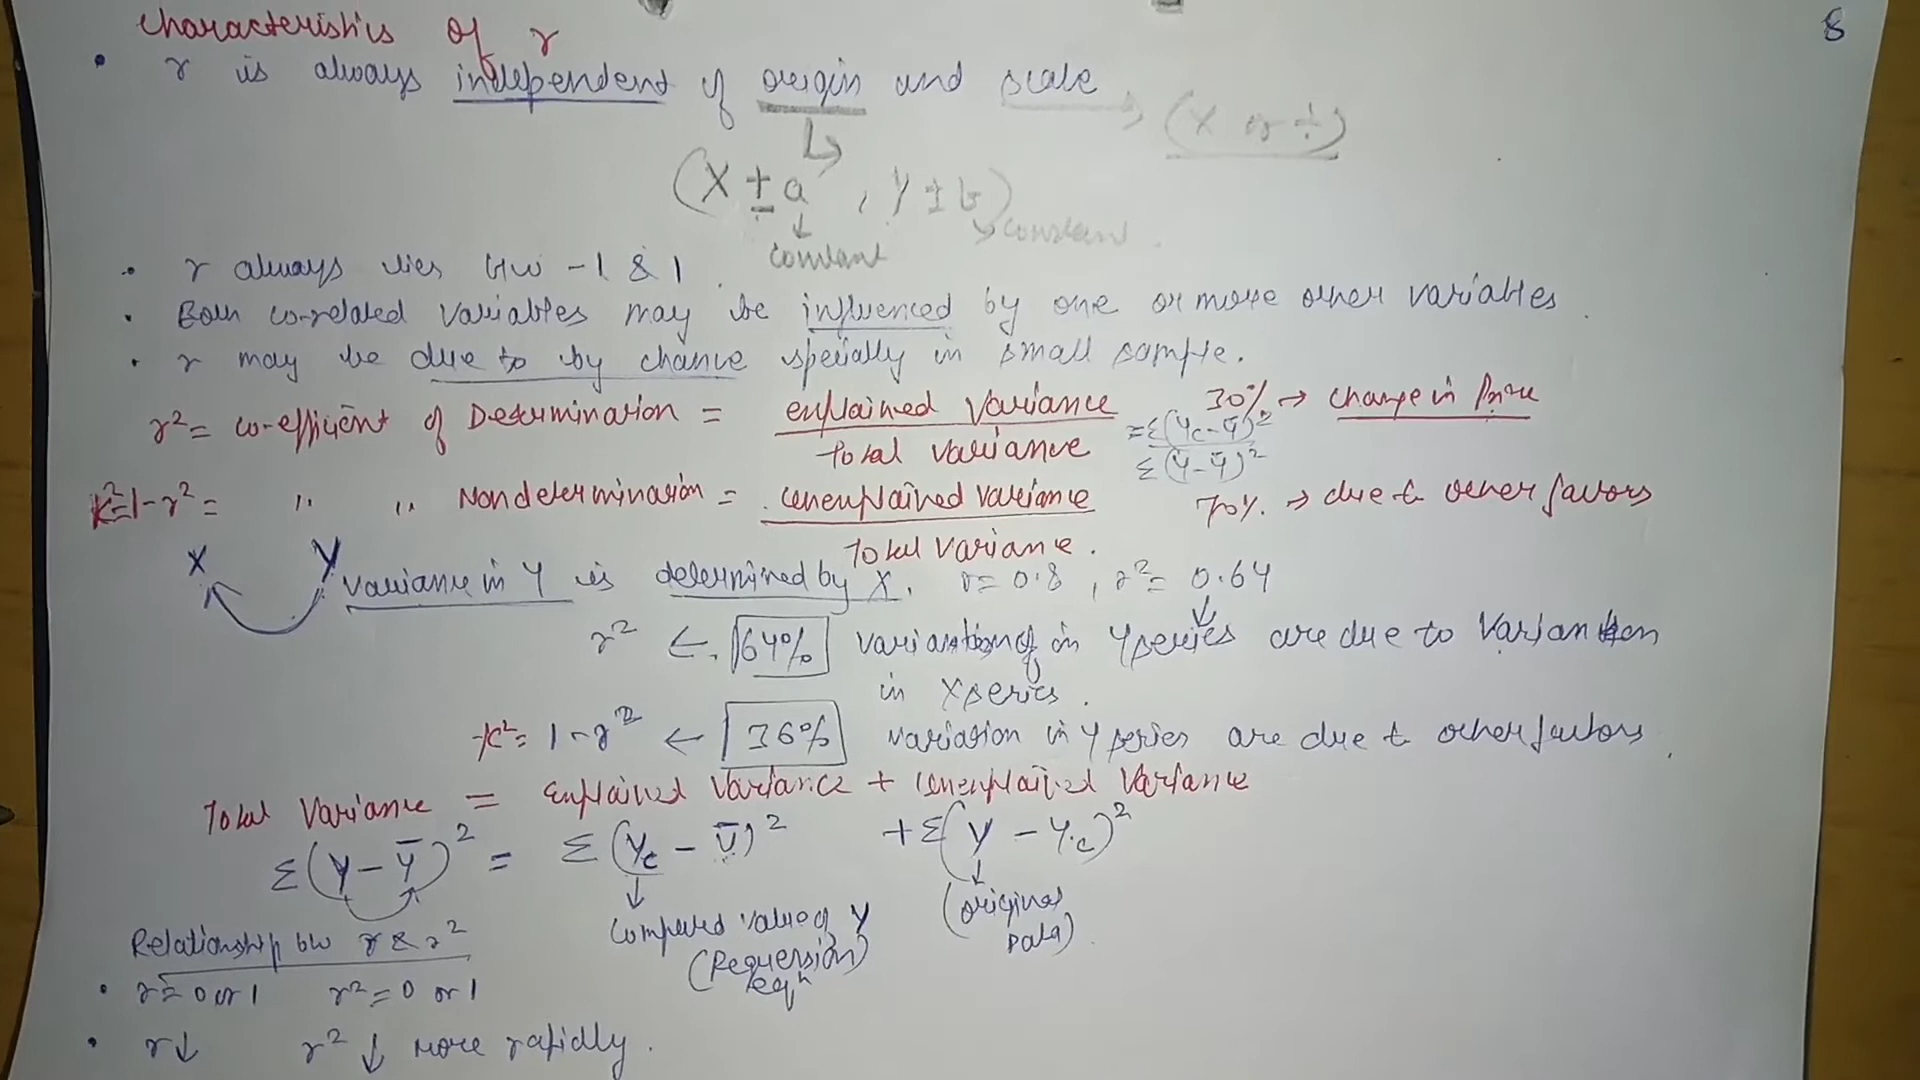 8
Characteristics of r
• r is always independent of origin and scale → (X or ÷)
(X ± a , Y ± b)
constant constant
• r always lies b/w -1 & 1.
• Both co-related variables may be influenced by one or more other variables.
• r may be due to by chance specially in small sample.
r² = co-efficient of Determination = explained variance / Total variance = Σ(Yc-Ȳ)² / Σ(Y-Ȳ)² 30% → change in Price
K²=1-r² = " " Nondetermination = unexplained variance / Total variance. 70% → due to other factors
X Y Variance in Y is determined by X. r = 0.8, r² = 0.64
r² ← 64% variation in Y series are due to variation
in X series.
K² = 1-r² ← 36% variation in Y series are due to other factors.
Total Variance = Explained Variance + Unexplained Variance
Σ(Y-Ȳ)² = Σ(Yc-Ȳ)² + Σ(Y-Yc)²
Computed value of Y (original
(Regression data)
eqⁿ
Relationship b/w r & r²
• r = 0 or 1 r² = 0 or 1
• r↓ r² ↓ more rapidly.